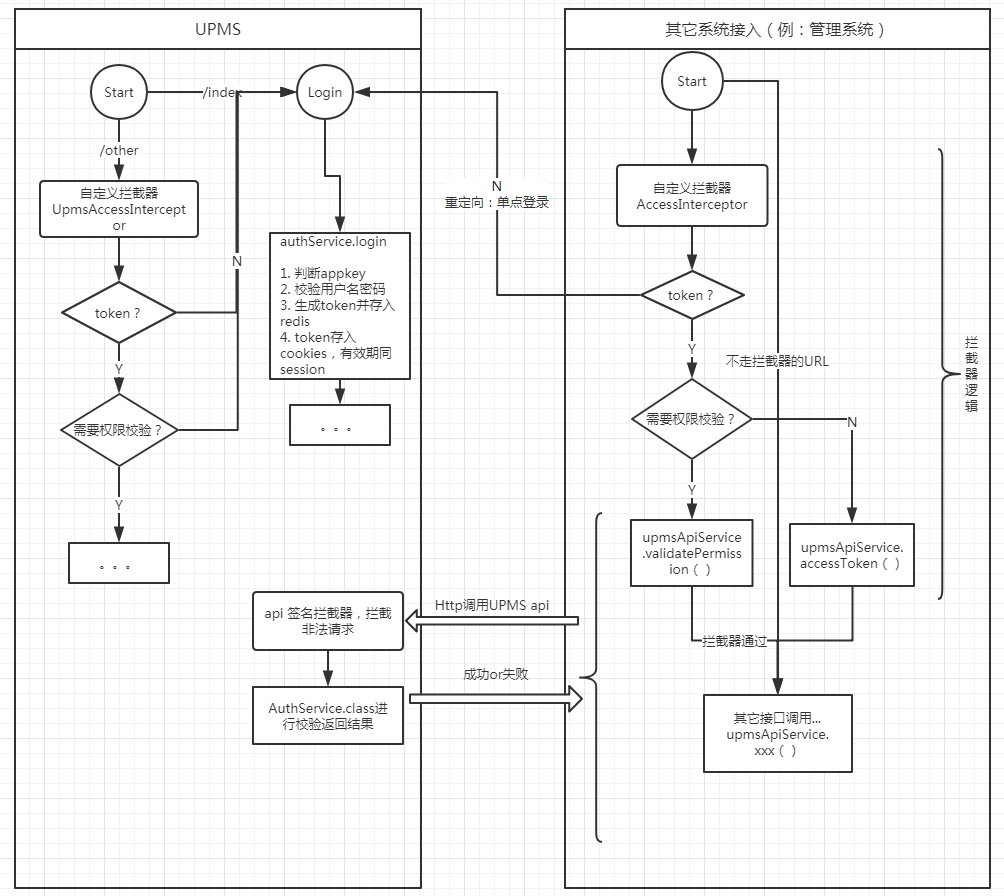 UPMS
Start
/index
Login
/other
自定义拦截器
UpmsAccessIntercept
or
N
token？
Y
需要权限校验？
Y
。。。
authService.login
1. 判断appkey
2. 校验用户名密码
3. 生成token并存入
redis
4. token存入
cookies，有效期同
session
。。。
api 签名拦截器，拦截
非法请求
AuthService.class进
行校验返回结果
N
重定向：单点登录
Http调用UPMS api
成功or失败
其它系统接入（例：管理系统）
Start
自定义拦截器
AccessInterceptor
token？
Y
不走拦截器的URL
需要权限校验？
N
Y
upmsApiService
.validatePermiss
ion（ ）
upmsApiService.
accessToken（ ）
拦截器通过
其它接口调用...
upmsApiService.
xxx（ ）
拦
截
器
逻
辑